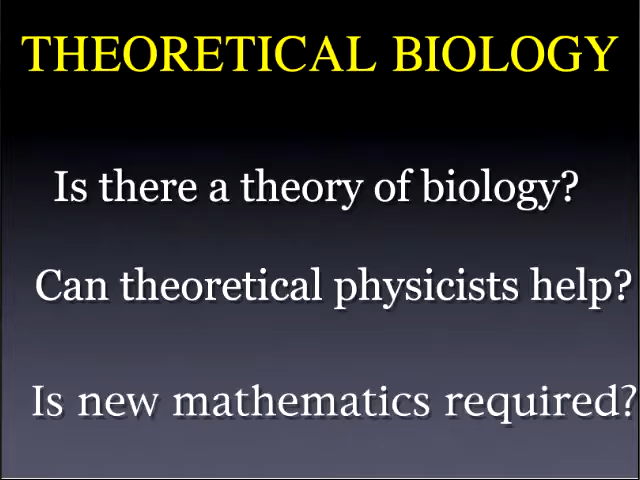 THEORETICAL BIOLOGY
Is there a theory of biology?
Can theoretical physicists help?
Is new mathematics required?